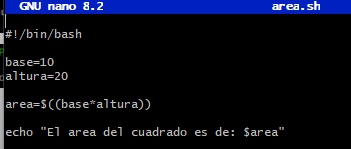 GNU nano 8.2 area.sh
#!/bin/bash
base=10
altura=20
area=$((base*altura))
echo "El area del cuadrado es de: $area"